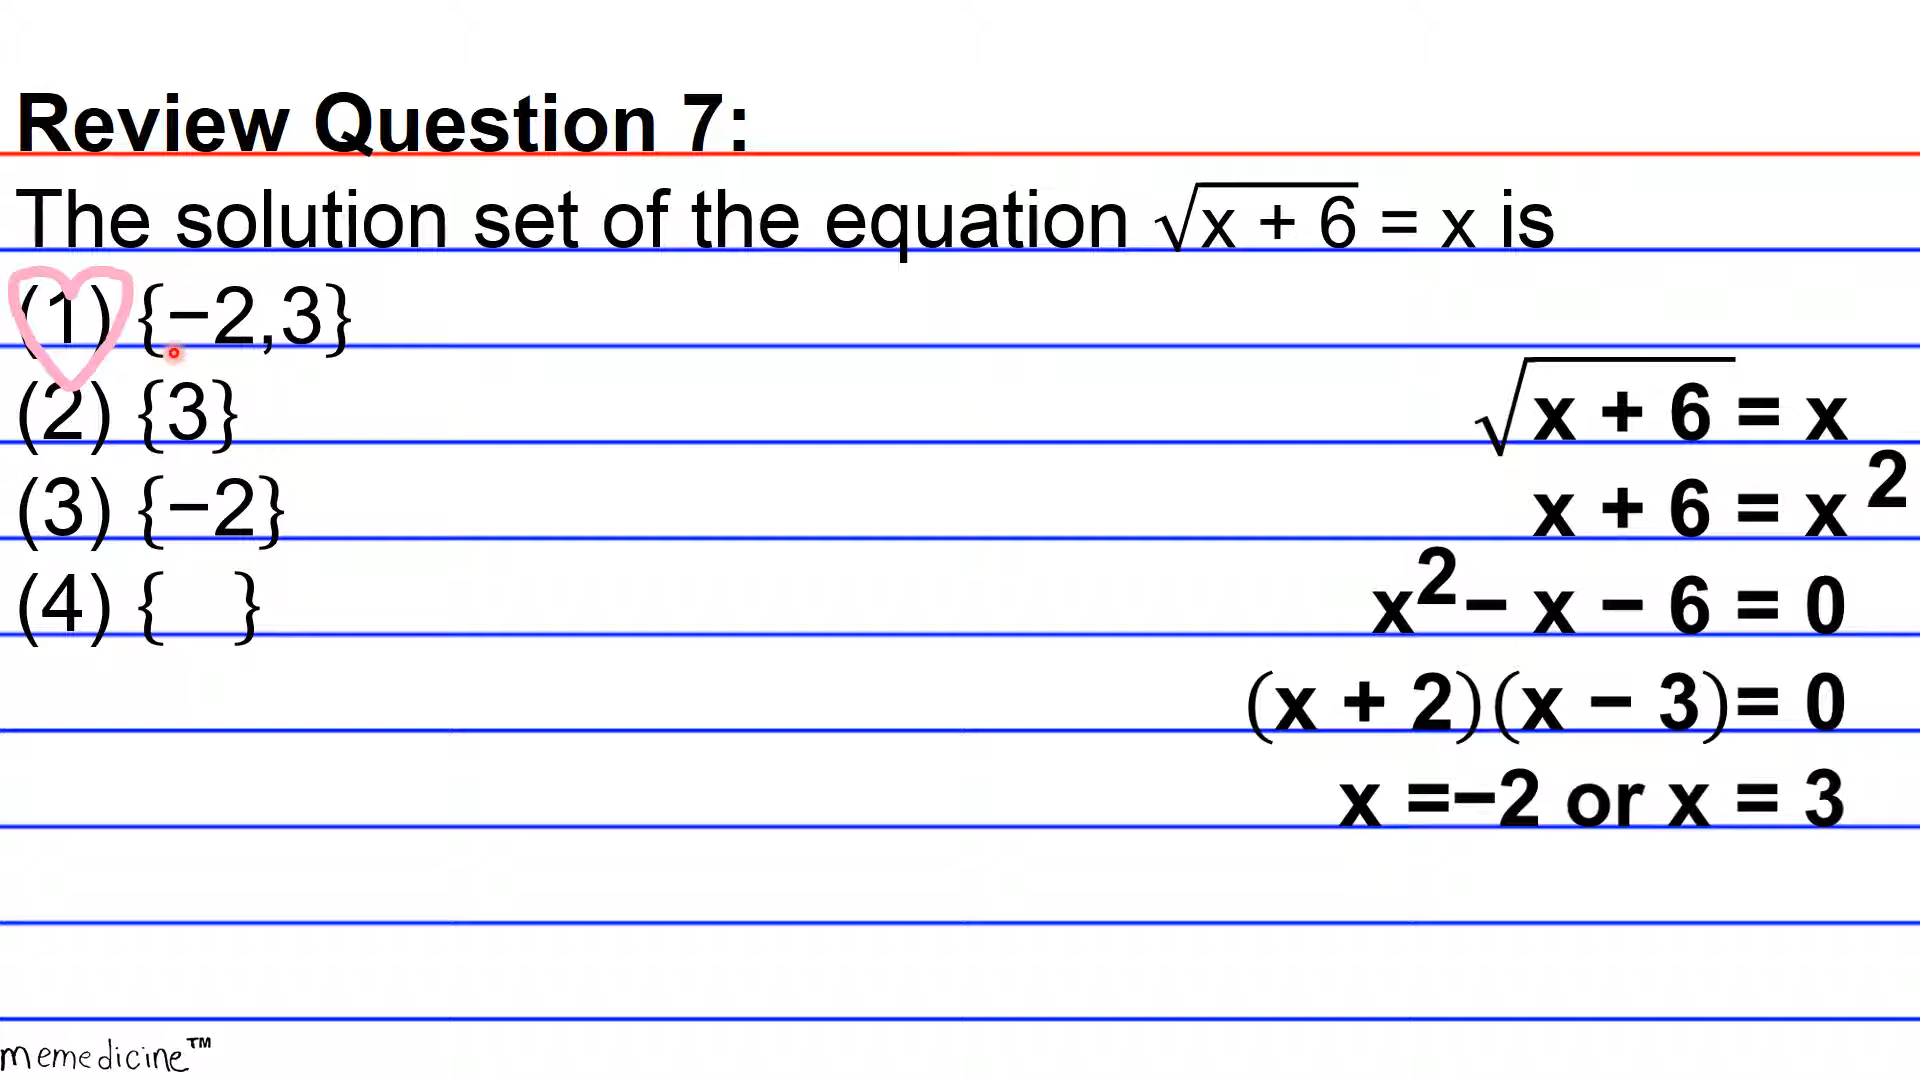 Review Question 7:
The solution set of the equation √x + 6 = x is
(1) {−2,3}
(2) {3}
(3) {−2}
(4) { }
√x + 6 = x
x + 6 = x²
x² − x − 6 = 0
(x + 2)(x − 3)= 0
x =−2 or x = 3
memedicine™